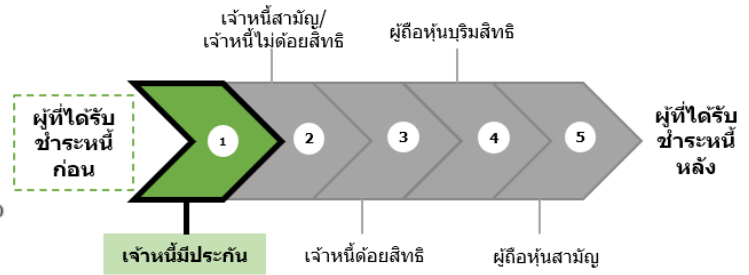 เจ้าหนี้สามัญ/
เจ้าหนี้ไม่ด้อยสิทธิ
ผู้ถือหุ้นบุริมสิทธิ
ผู้ที่ได้รับ
ชำระหนี้
ก่อน
1
2
3
4
5
ผู้ที่ได้รับ
ชำระหนี้
หลัง
เจ้าหนี้มีประกัน
เจ้าหนี้ด้อยสิทธิ
ผู้ถือหุ้นสามัญ